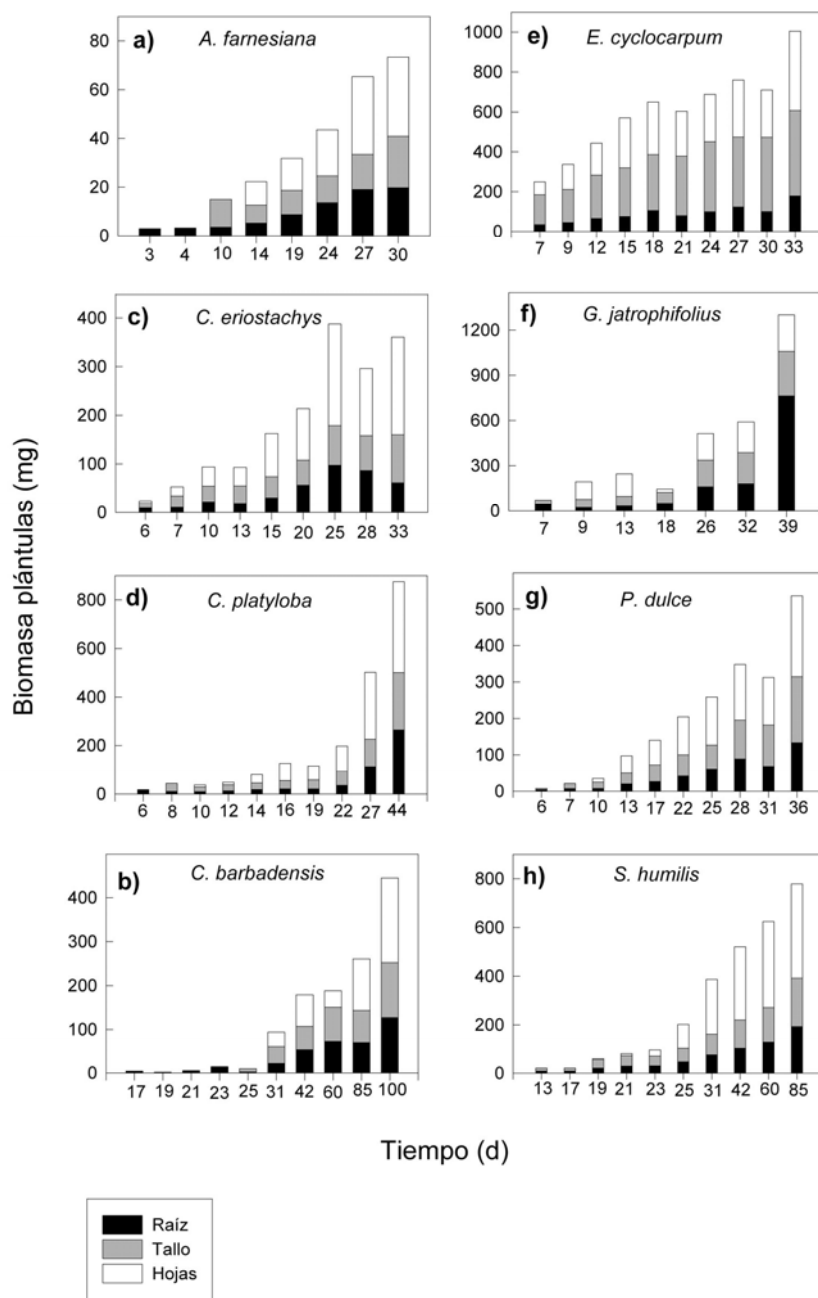 a)
A. farnesiana
80
60
40
20
0
3 4 10 14 19 24 27 30
e)
E. cyclocarpum
1000
800
600
400
200
0
7 9 12 15 18 21 24 27 30 33
c)
C. eriostachys
400
300
200
100
0
6 7 10 13 15 20 25 28 33
f)
G. jatrophifolius
1200
900
600
300
0
7 9 13 18 26 32 39
Biomasa plántulas (mg)
d)
C. platyloba
800
600
400
200
0
6 8 10 12 14 16 19 22 27 44
g)
P. dulce
500
400
300
200
100
0
6 7 10 13 17 22 25 28 31 36
b)
C. barbadensis
400
300
200
100
0
17 19 21 23 25 31 42 60 85 100
h)
S. humilis
800
600
400
200
0
13 17 19 21 23 25 31 42 60 85
Tiempo (d)
Raíz
Tallo
Hojas